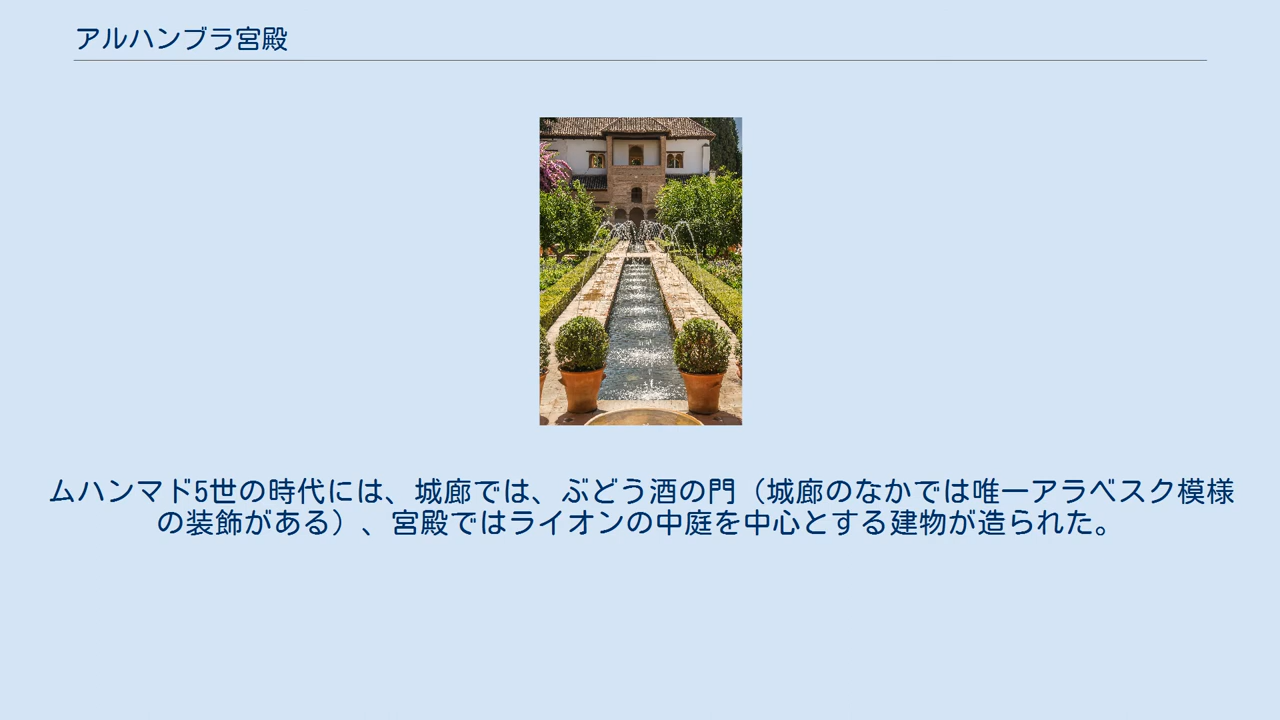 アルハンブラ宮殿
ムハンマド5世の時代には、城廊では、ぶどう酒の門（城廊のなかでは唯一アラベスク模様
の装飾がある）、宮殿ではライオンの中庭を中心とする建物が造られた。